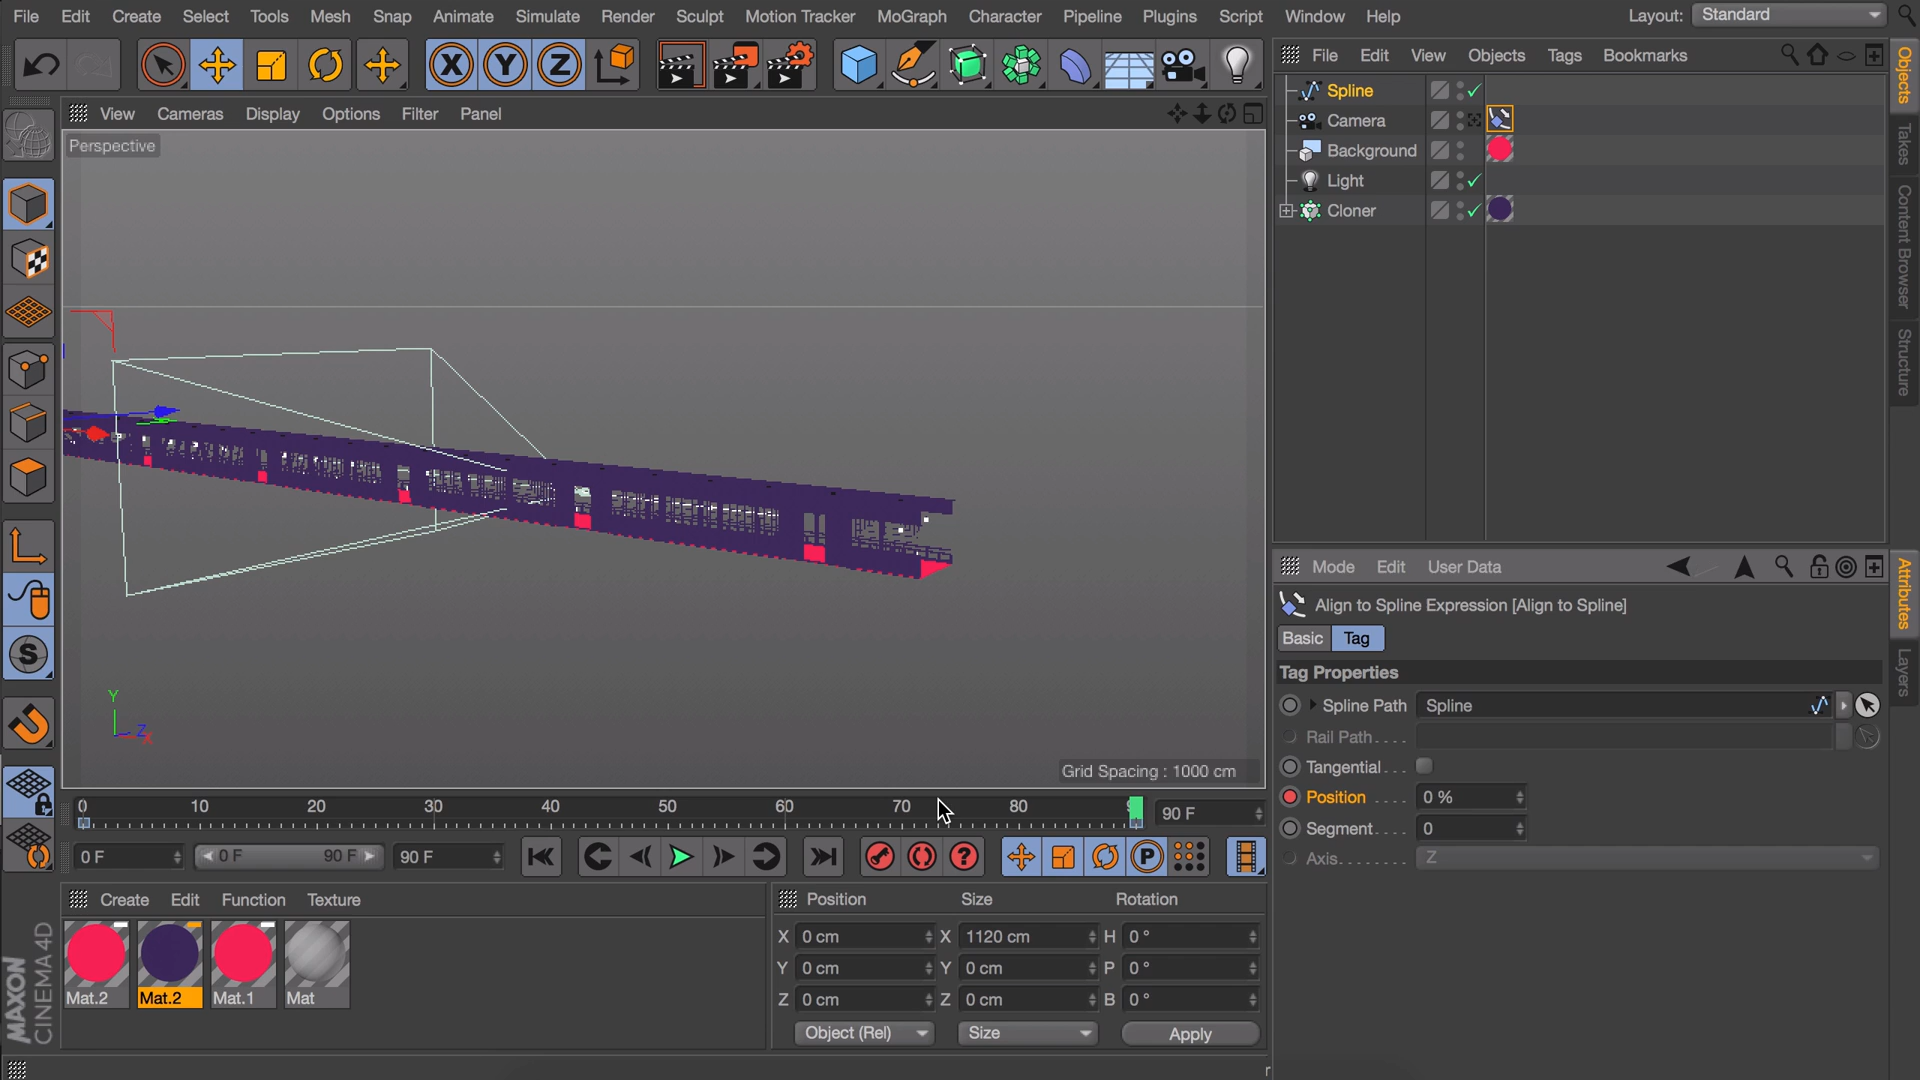 File Edit Create Select Tools Mesh Snap Animate Simulate Render Sculpt Motion Tracker MoGraph Character Pipeline Plugins Script Window Help Layout: Standard
X Y Z
File Edit View Objects Tags Bookmarks
View Cameras Display Options Filter Panel
Perspective
Spline
Camera
Background
Light
Cloner
Objects
Takes
Content Browser
Structure
Mode Edit User Data
Align to Spline Expression [Align to Spline]
Basic Tag
Tag Properties
Spline Path Spline
Rail Path. . . .
Tangential. . .
Position . . . . 0 %
Segment. . . . 0
Axis. . . . . . . . Z
Attributes
Layers
S
Y
Z
X
Grid Spacing : 1000 cm
0 10 20 30 40 50 60 70 80
90 F
0 F 0 F 90 F 90 F
? P
Create Edit Function Texture
Mat.2 Mat.2 Mat.1 Mat
Position Size Rotation
X 0 cm X 1120 cm H 0 °
Y 0 cm Y 0 cm P 0 °
Z 0 cm Z 0 cm B 0 °
Object (Rel) Size Apply
MAXON
CINEMA 4D
r